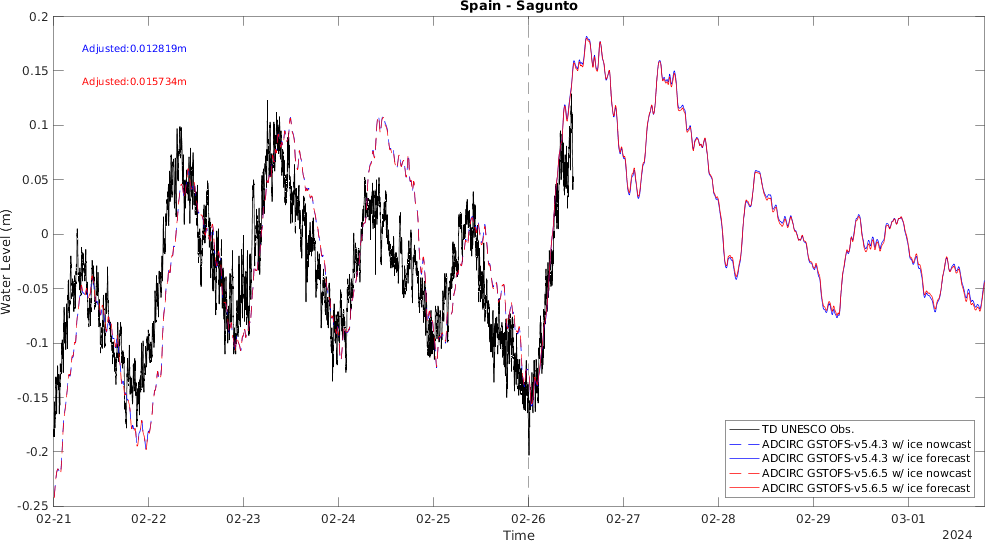 Spain - Sagunto
Adjusted:0.012819m
Adjusted:0.015734m
Water Level (m)
0.2
0.15
0.1
0.05
0
-0.05
-0.1
-0.15
-0.2
-0.25
02-21 02-22 02-23 02-24 02-25 02-26 02-27 02-28 02-29 03-01
Time
2024
TD UNESCO Obs.
ADCIRC GSTOFS-v5.4.3 w/ ice nowcast
ADCIRC GSTOFS-v5.4.3 w/ ice forecast
ADCIRC GSTOFS-v5.6.5 w/ ice nowcast
ADCIRC GSTOFS-v5.6.5 w/ ice forecast